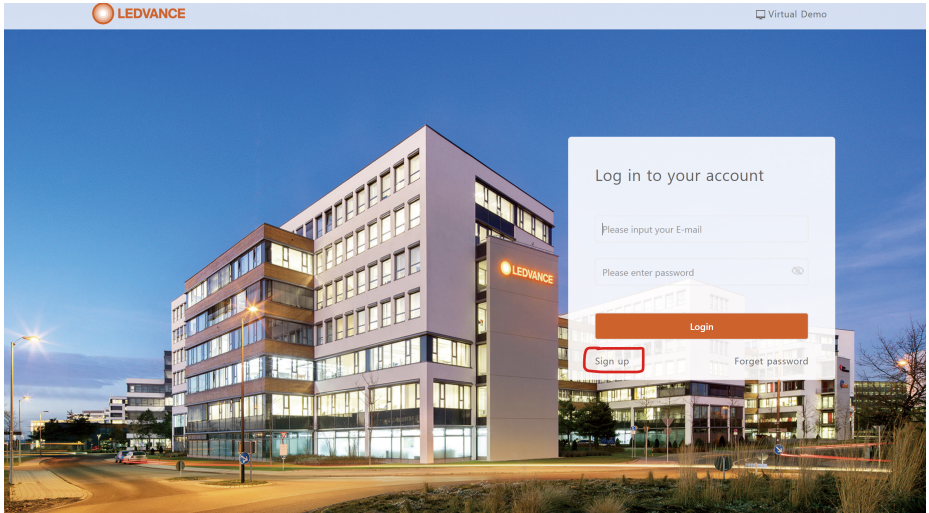 LEDVANCE
Virtual Demo
Log in to your account
Please input your E-mail
LEDVANCE
Please enter password
Login
Sign up
Forget password